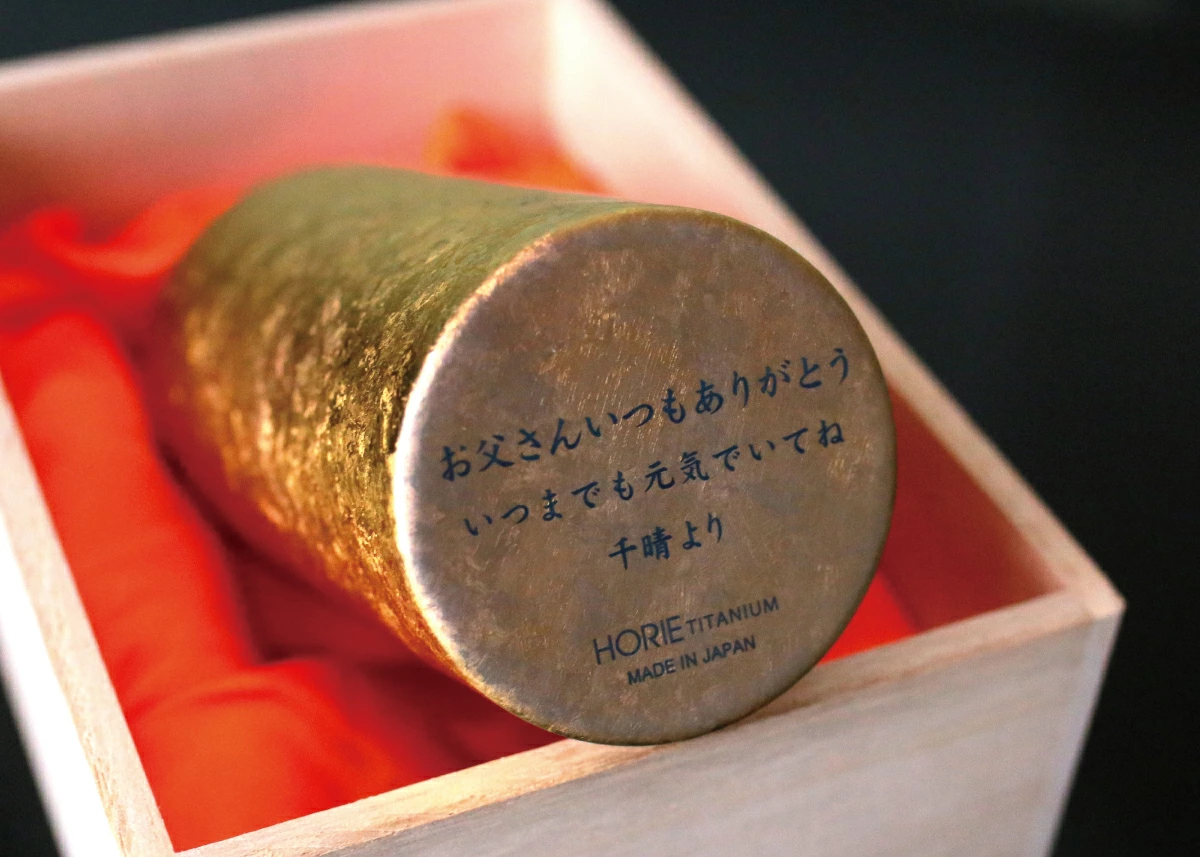 お父さんいつもありがとう
いつまでも元気でいてね
千晴より
HORIE TITANIUM
MADE IN JAPAN